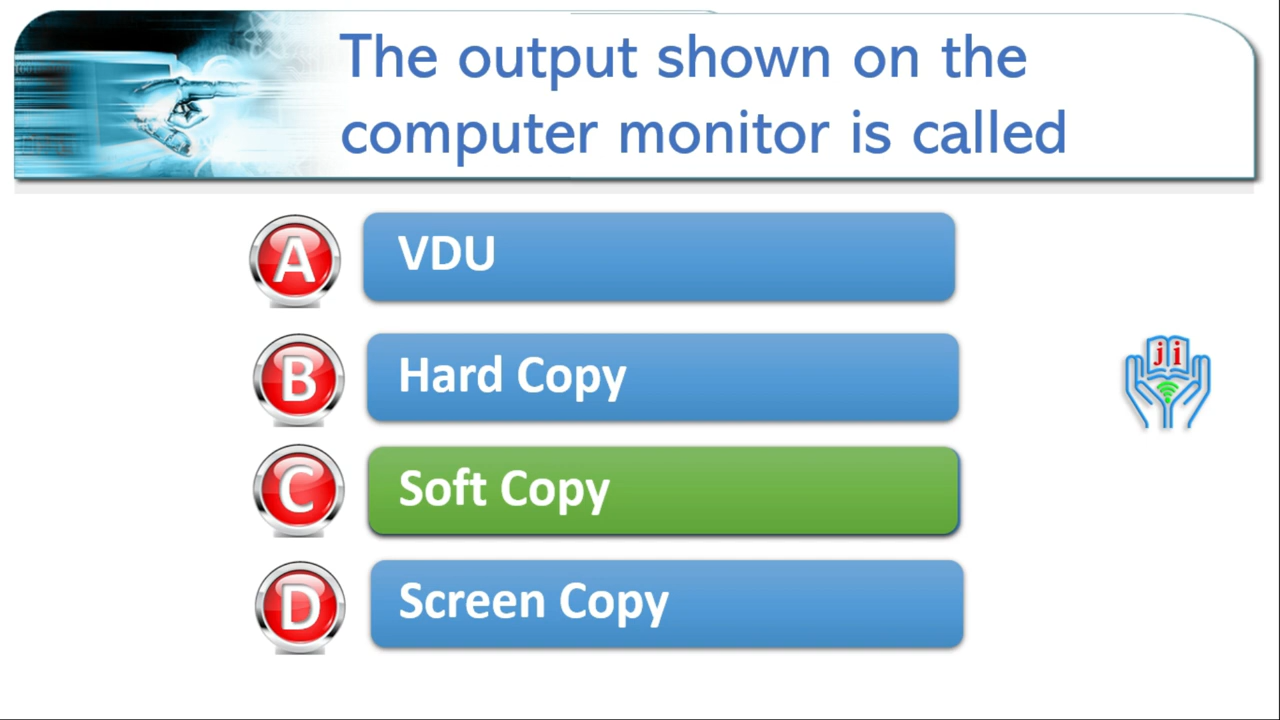 The output shown on the
computer monitor is called
A VDU
B Hard Copy
ji
C Soft Copy
D Screen Copy